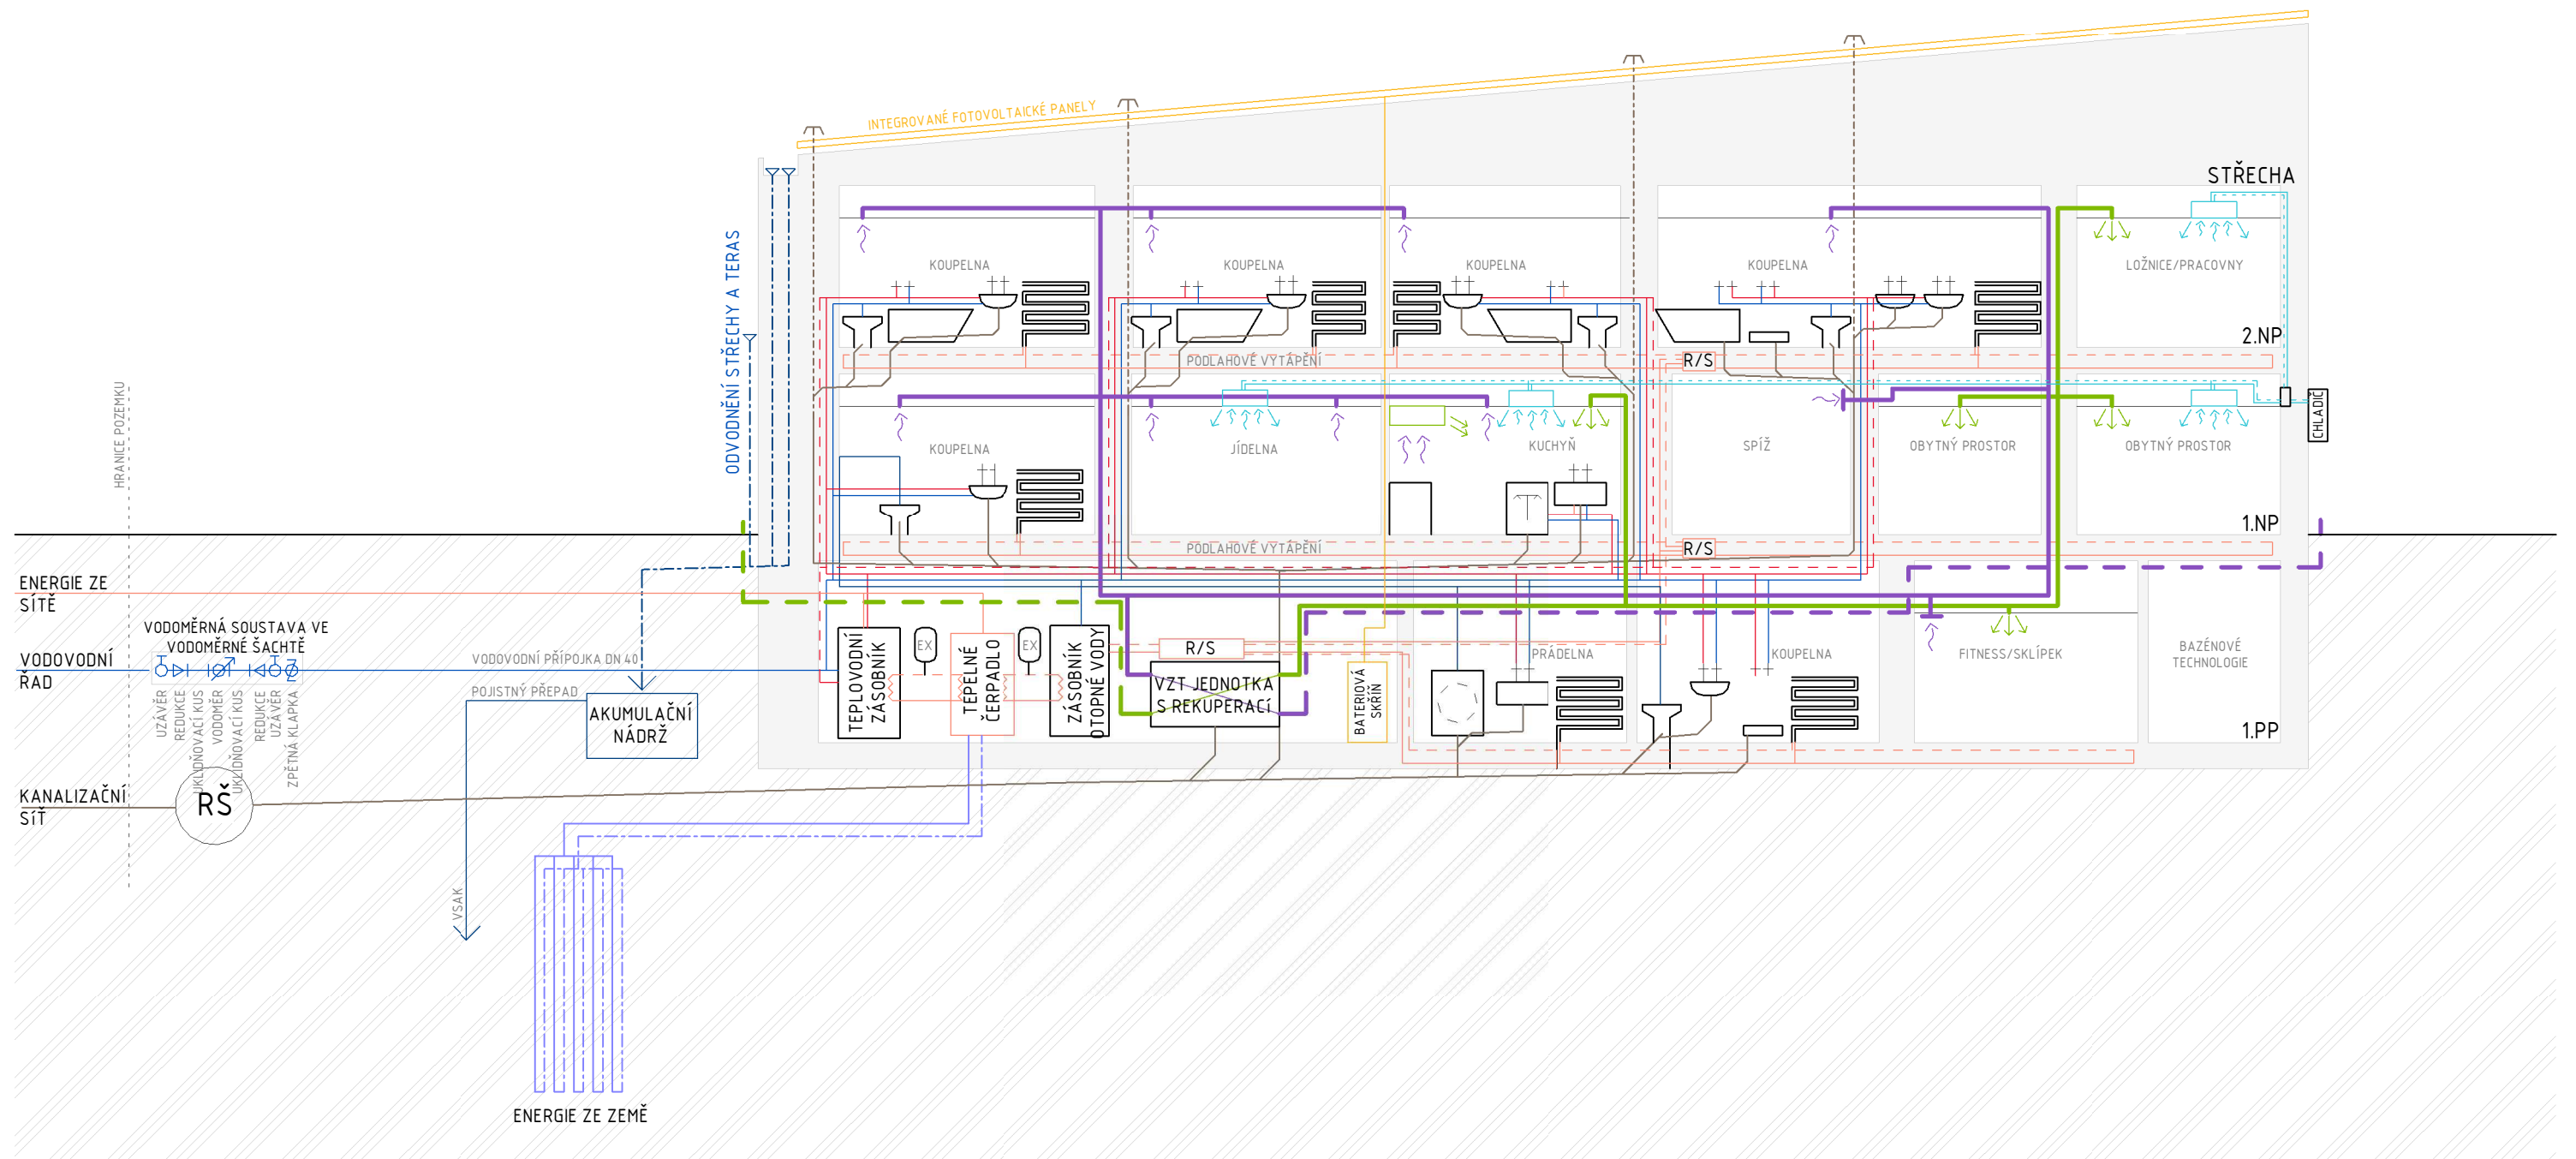 INTEGROVANÉ FOTOVOLTAICKÉ PANELY
STŘECHA
ODVODNĚNÍ STŘECHY A TERAS
KOUPELNA
KOUPELNA
KOUPELNA
KOUPELNA
LOŽNICE/PRACOVNY
2.NP
PODLAHOVÉ VYTÁPĚNÍ
R/S
HRANICE POZEMKU
KOUPELNA
JÍDELNA
KUCHYŇ
SPÍŽ
OBYTNÝ PROSTOR
OBYTNÝ PROSTOR
CHLADIČ
1.NP
PODLAHOVÉ VYTÁPĚNÍ
R/S
ENERGIE ZE
SÍTĚ
VODOMĚRNÁ SOUSTAVA VE
VODOMĚRNÉ ŠACHTĚ
VODOVODNÍ
ŘAD
VODOVODNÍ PŘÍPOJKA DN 40
POJISTNÝ PŘEPAD
UZÁVĚR
REDUKCE
UKLIDŇOVACÍ KUS
VODOMĚR
UKLIDŇOVACÍ KUS
REDUKCE
UZÁVĚR
ZPĚTNÁ KLAPKA
AKUMULAČNÍ
NÁDRŽ
TEPLOVODNÍ
ZÁSOBNÍK
EX
TEPELNÉ
ČERPADLO
EX
ZÁSOBNÍK
OTOPNÉ VODY
R/S
VZT JEDNOTKA
S REKUPERACÍ
BATERIOVÁ
SKŘÍŇ
PRÁDELNA
KOUPELNA
FITNESS/SKLÍPEK
BAZÉNOVÉ
TECHNOLOGIE
1.PP
KANALIZAČNÍ
SÍŤ
RŠ
VSAK
ENERGIE ZE ZEMĚ